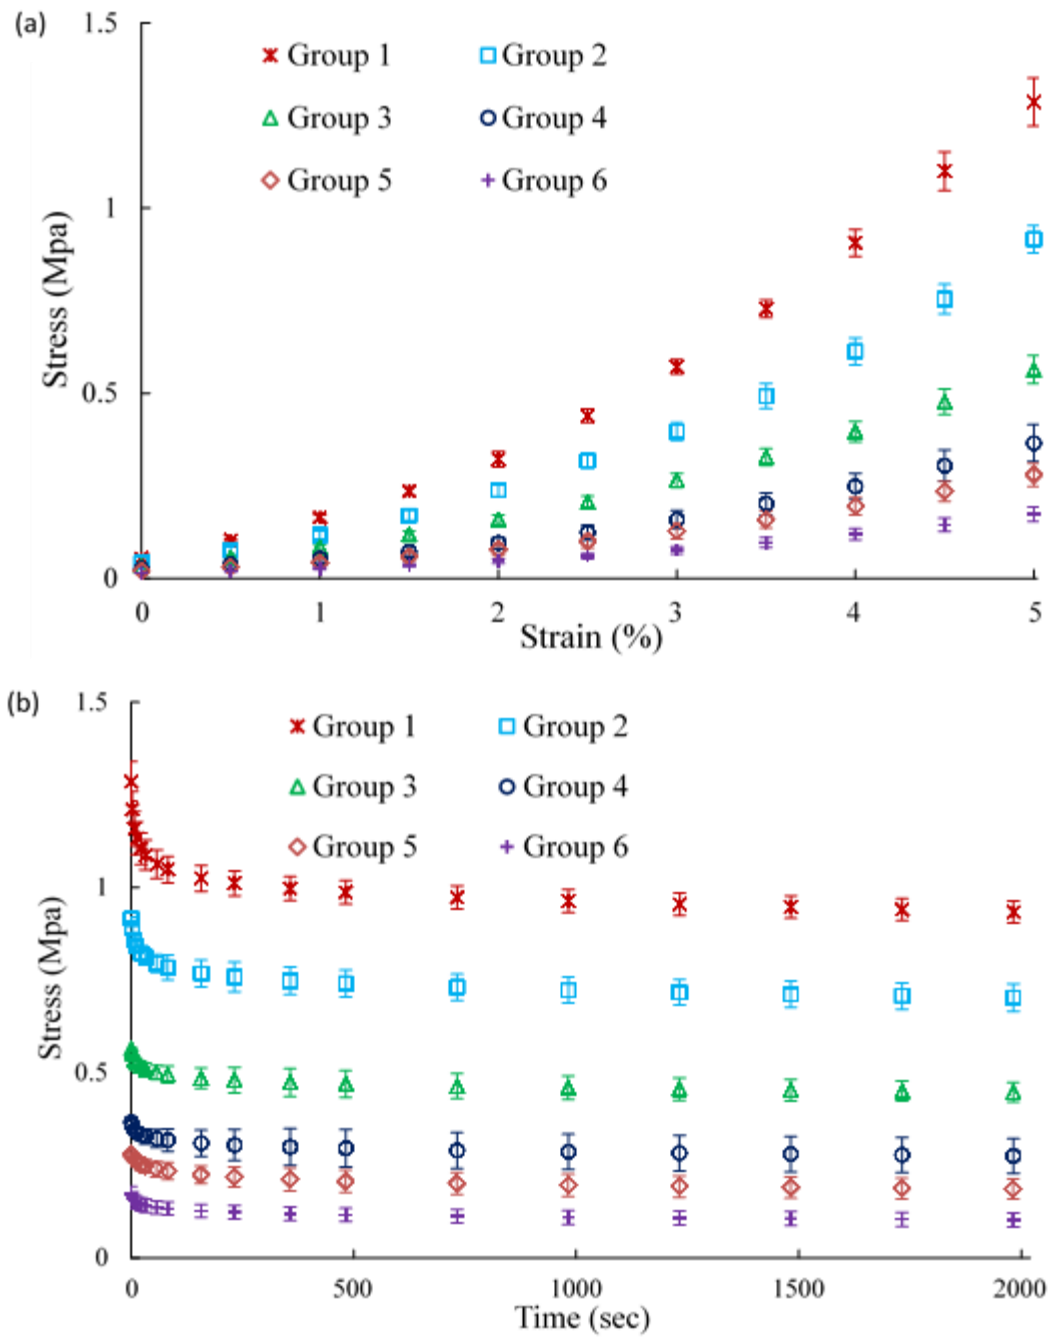 (a)
1.5
Group 1
Group 2
Group 3
Group 4
Group 5
Group 6
1
0.5
0
Stress (Mpa)
0 1 2 3 4 5
Strain (%)
(b)
1.5
Group 1
Group 2
Group 3
Group 4
Group 5
Group 6
1
0.5
0
Stress (Mpa)
0 500 1000 1500 2000
Time (sec)